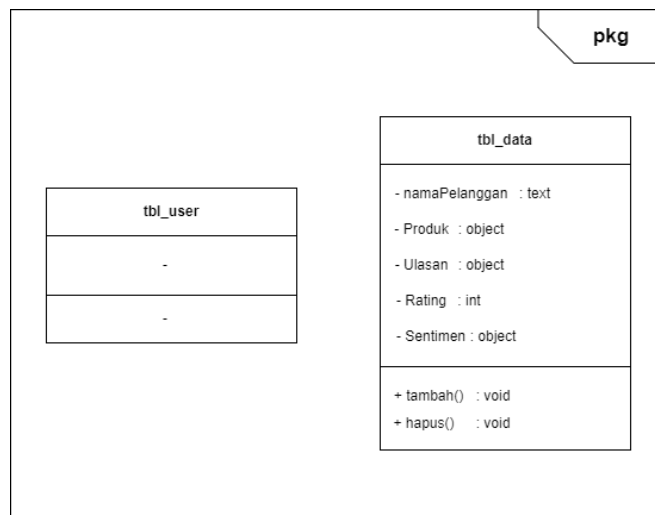 pkg
tbl_user
-
-
tbl_data
- namaPelanggan : text
- Produk : object
- Ulasan : object
- Rating : int
- Sentimen : object
+ tambah() : void
+ hapus() : void